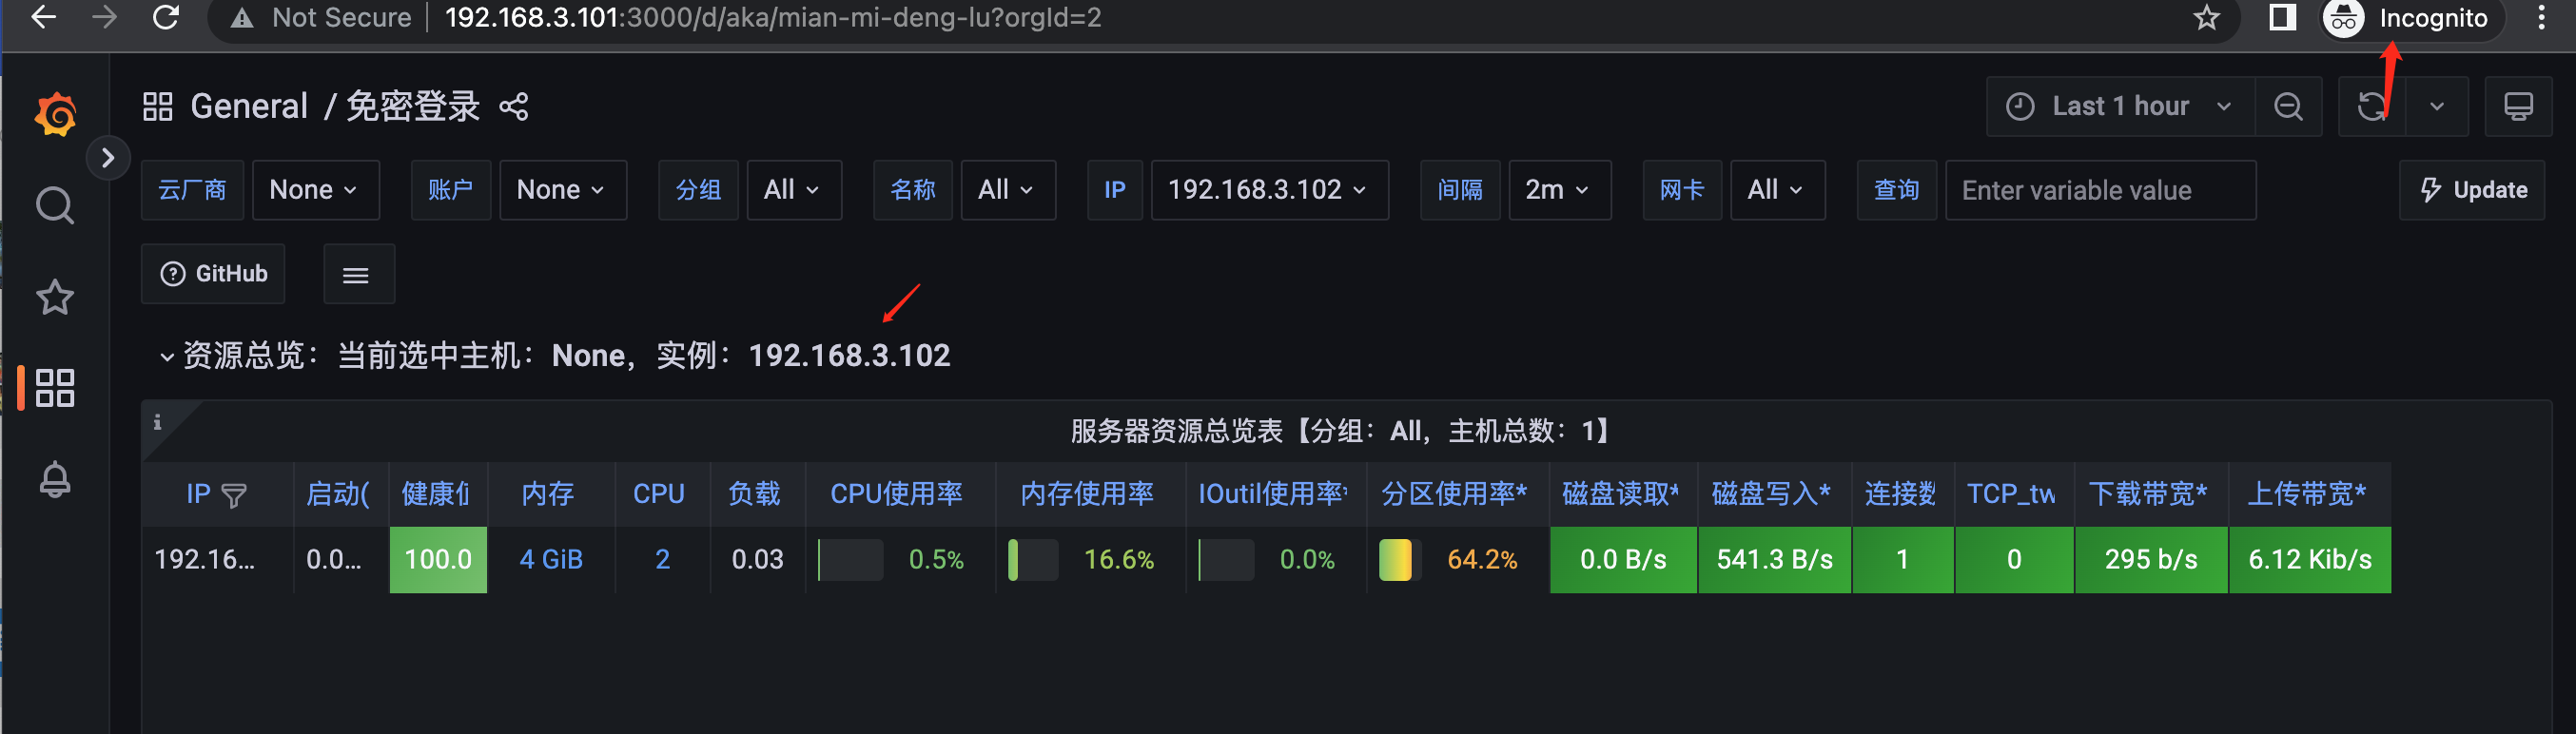 Not Secure 192.168.3.101:3000/d/aka/mian-mi-deng-lu?orgId=2 Incognito
General / 免密登录 Last 1 hour
云厂商 None 账户 None 分组 All 名称 All IP 192.168.3.102 间隔 2m 网卡 All 查询 Enter variable value Update
GitHub
资源总览：当前选中主机：None，实例：192.168.3.102
i
服务器资源总览表【分组：All，主机总数：1】
IP 启动( 健康 内存 CPU 负载 CPU使用率 内存使用率 IOutil使用率* 分区使用率* 磁盘读取* 磁盘写入* 连接数 TCP_tw 下载带宽* 上传带宽*
192.16... 0.0... 100.0 4 GiB 2 0.03 0.5% 16.6% 0.0% 64.2% 0.0 B/s 541.3 B/s 1 0 295 b/s 6.12 Kib/s